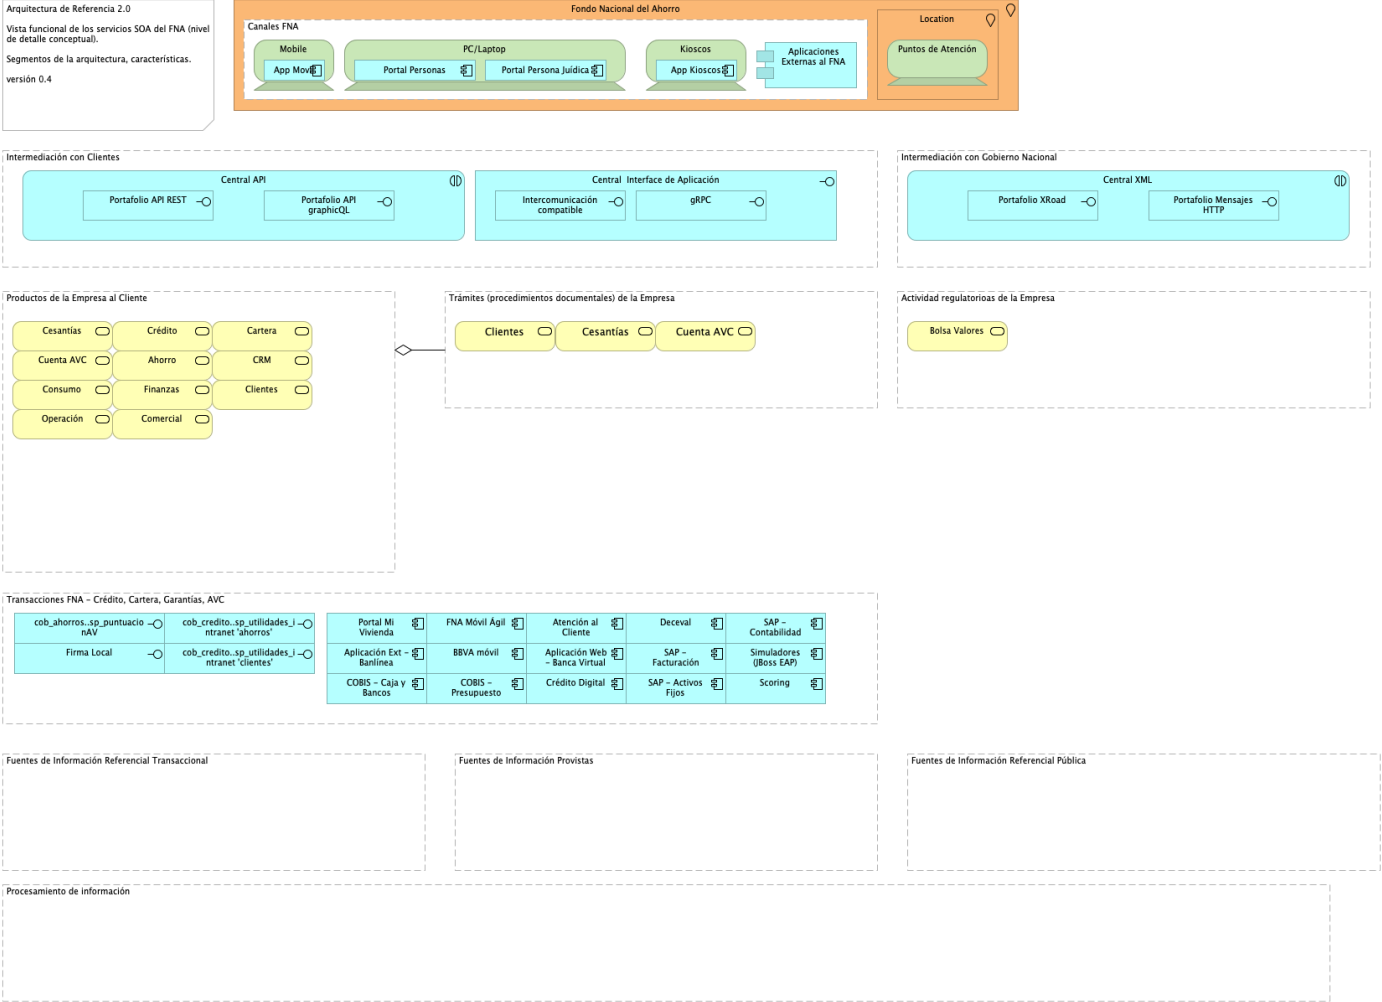 Arquitectura de Referencia 2.0
Vista funcional de los servicios SOA del FNA (nivel
de detalle conceptual).
Segmentos de la arquitectura, características.
versión 0.4
Fondo Nacional del Ahorro
Canales FNA
Mobile
App Movil
PC/Laptop
Portal Personas
Portal Persona Jurídica
Kioscos
App Kioscos
Aplicaciones
Externas al FNA
Location
Puntos de Atención
Intermediación con Clientes
Central API
Portafolio API REST
Portafolio API
graphicQL
Central Interface de Aplicación
Intercomunicación
compatible
gRPC
Intermediación con Gobierno Nacional
Central XML
Portafolio XRoad
Portafolio Mensajes
HTTP
Productos de la Empresa al Cliente
Cesantías
Crédito
Cartera
Cuenta AVC
Ahorro
CRM
Consumo
Finanzas
Clientes
Operación
Comercial
Trámites (procedimientos documentales) de la Empresa
Clientes
Cesantías
Cuenta AVC
Actividad regulatorioas de la Empresa
Bolsa Valores
Transacciones FNA - Crédito, Cartera, Garantías, AVC
cob_ahorros..sp_puntuacio
nAV
cob_credito..sp_utilidades_i
ntranet 'ahorros'
Firma Local
cob_credito..sp_utilidades_i
ntranet 'clientes'
Portal Mi
Vivienda
FNA Móvil Ágil
Atención al
Cliente
Deceval
SAP -
Contabilidad
Aplicación Ext -
Banlínea
BBVA móvil
Aplicación Web
- Banca Virtual
SAP -
Facturación
Simuladores
(JBoss EAP)
COBIS - Caja y
Bancos
COBIS -
Presupuesto
Crédito Digital
SAP - Activos
Fijos
Scoring
Fuentes de Información Referencial Transaccional
Fuentes de Información Provistas
Fuentes de Información Referencial Pública
Procesamiento de información